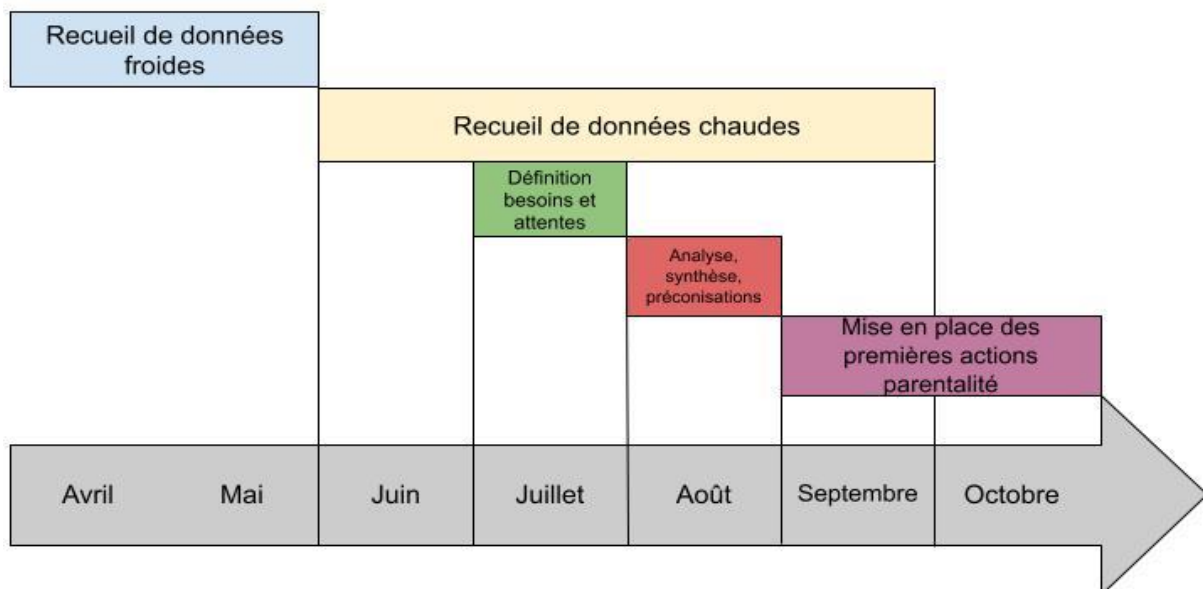 Recueil de données
froides
Recueil de données chaudes
Définition
besoins et
attentes
Analyse,
synthèse,
préconisations
Mise en place des
premières actions
parentalité
Avril
Mai
Juin
Juillet
Août
Septembre
Octobre